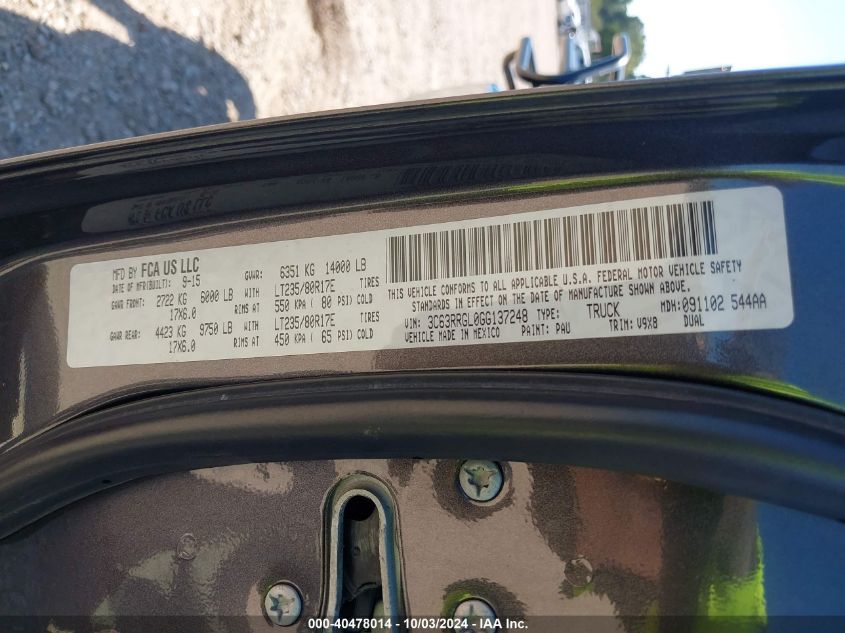 MFD BY FCA US LLC
MFD(BUILT): 9-15 GVWR: 6351 KG 14000 LB
GAWR FRONT: 2722 KG 6000 LB WITH LT235/80R17E TIRES
17X6.0 RIMS AT 550 KPA ( 80 PSI) COLD
GAWR REAR: 4423 KG 9750 LB WITH LT235/80R17E TIRES
17X6.0 RIMS AT 450 KPA ( 65 PSI) COLD
THIS VEHICLE CONFORMS TO ALL APPLICABLE U.S.A. FEDERAL MOTOR VEHICLE SAFETY
STANDARDS IN EFFECT ON THE DATE OF MANUFACTURE SHOWN ABOVE.
VIN: 3C63RRGL0GG137248 TYPE: TRUCK MDH: 091102 544AA
VEHICLE MADE IN MEXICO PAINT: PAU TRIM: V9X8 DUAL
000-40478014 - 10/03/2024 - IAA Inc.